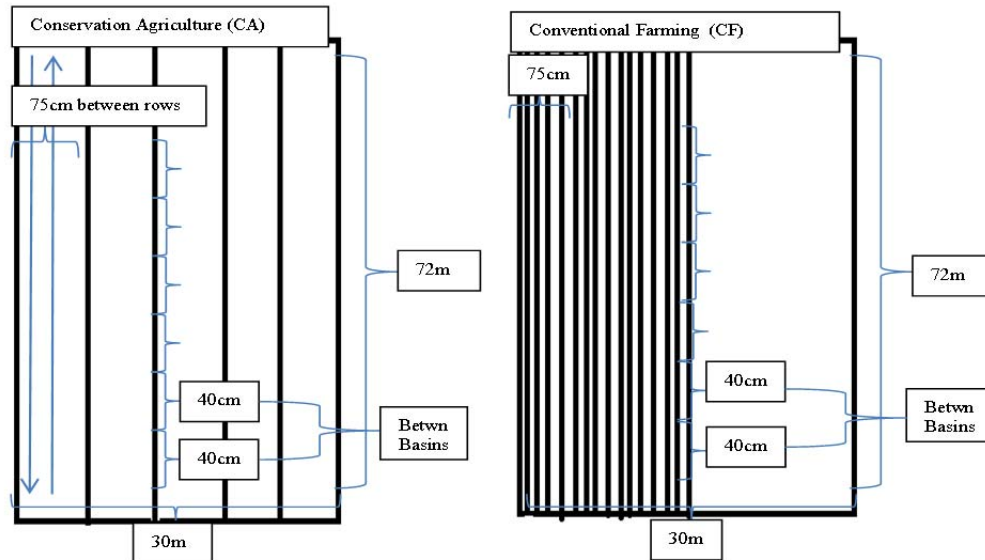 Conservation Agriculture (CA)
75cm between rows
72m
40cm
Betwn
Basins
40cm
30m
Conventional Farming (CF)
75cm
72m
40cm
Betwn
Basins
40cm
30m